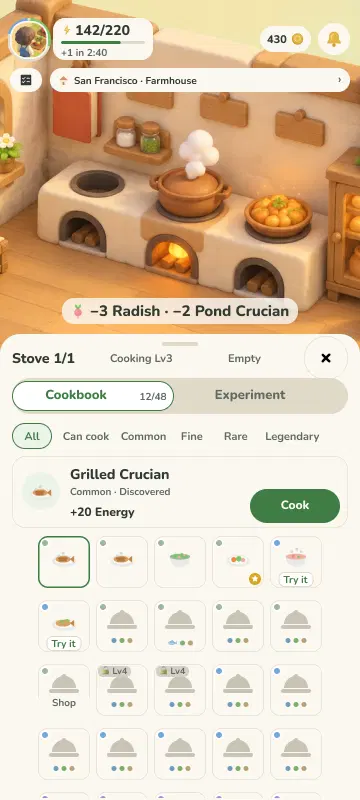 142/220
+1 in 2:40
430
San Francisco · Farmhouse
−3 Radish · −2 Pond Crucian
Stove 1/1
Cooking Lv3
Empty
Cookbook
12/48
Experiment
All
Can cook
Common
Fine
Rare
Legendary
Grilled Crucian
Common · Discovered
+20 Energy
Cook
Try it
Try it
Shop
Lv4
Lv4